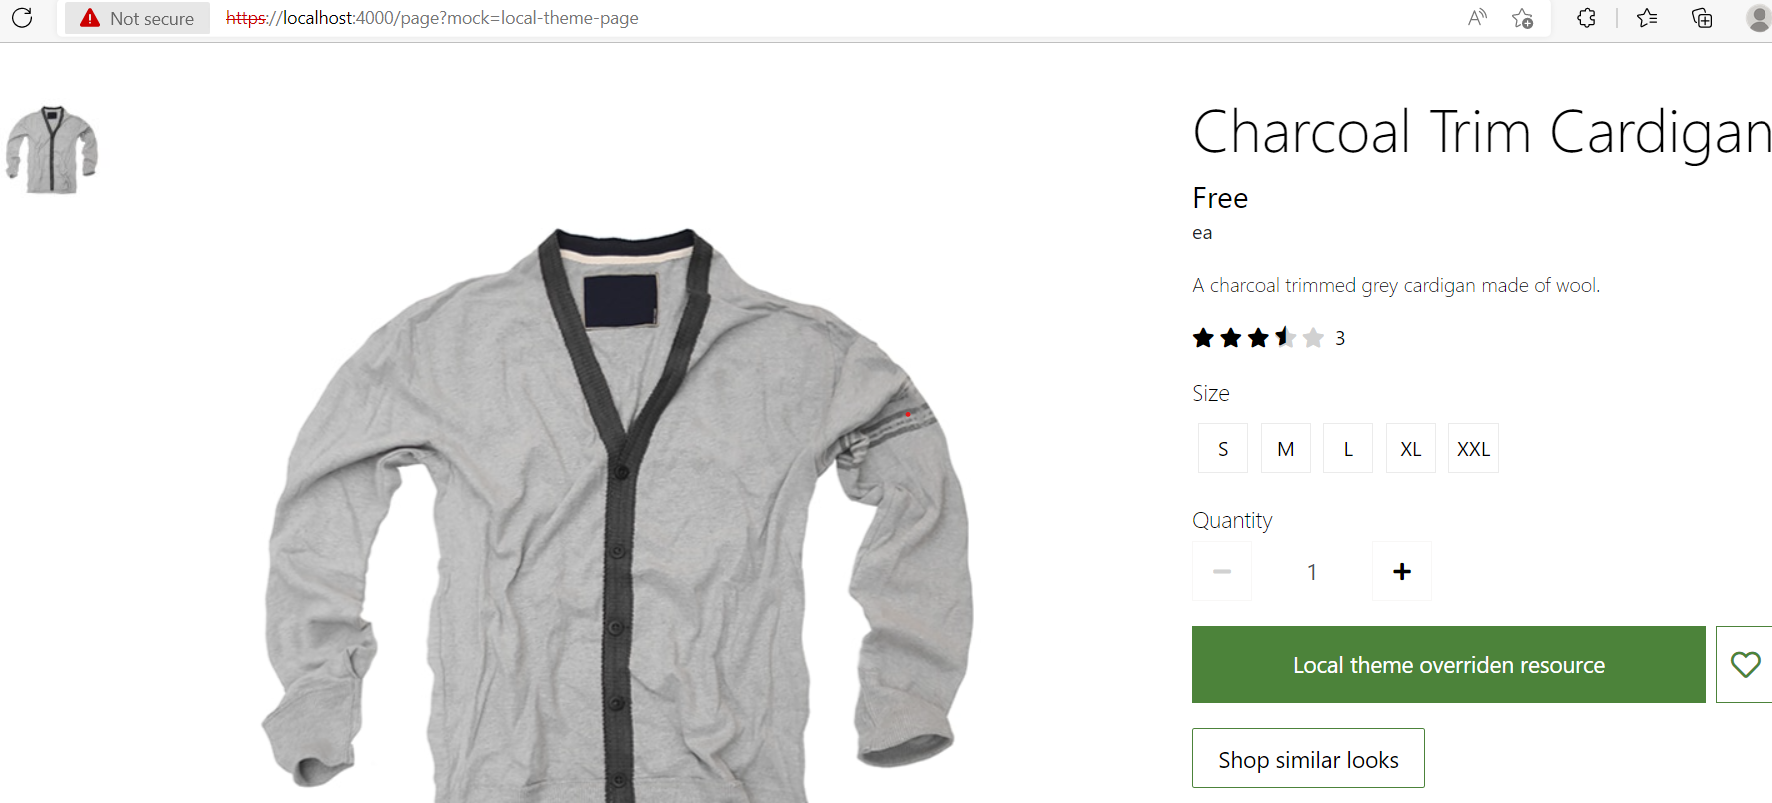 Not secure https://localhost:4000/page?mock=local-theme-page
Charcoal Trim Cardigan
Free
ea
A charcoal trimmed grey cardigan made of wool.
3
Size
S M L XL XXL
Quantity
1
Local theme overriden resource
Shop similar looks